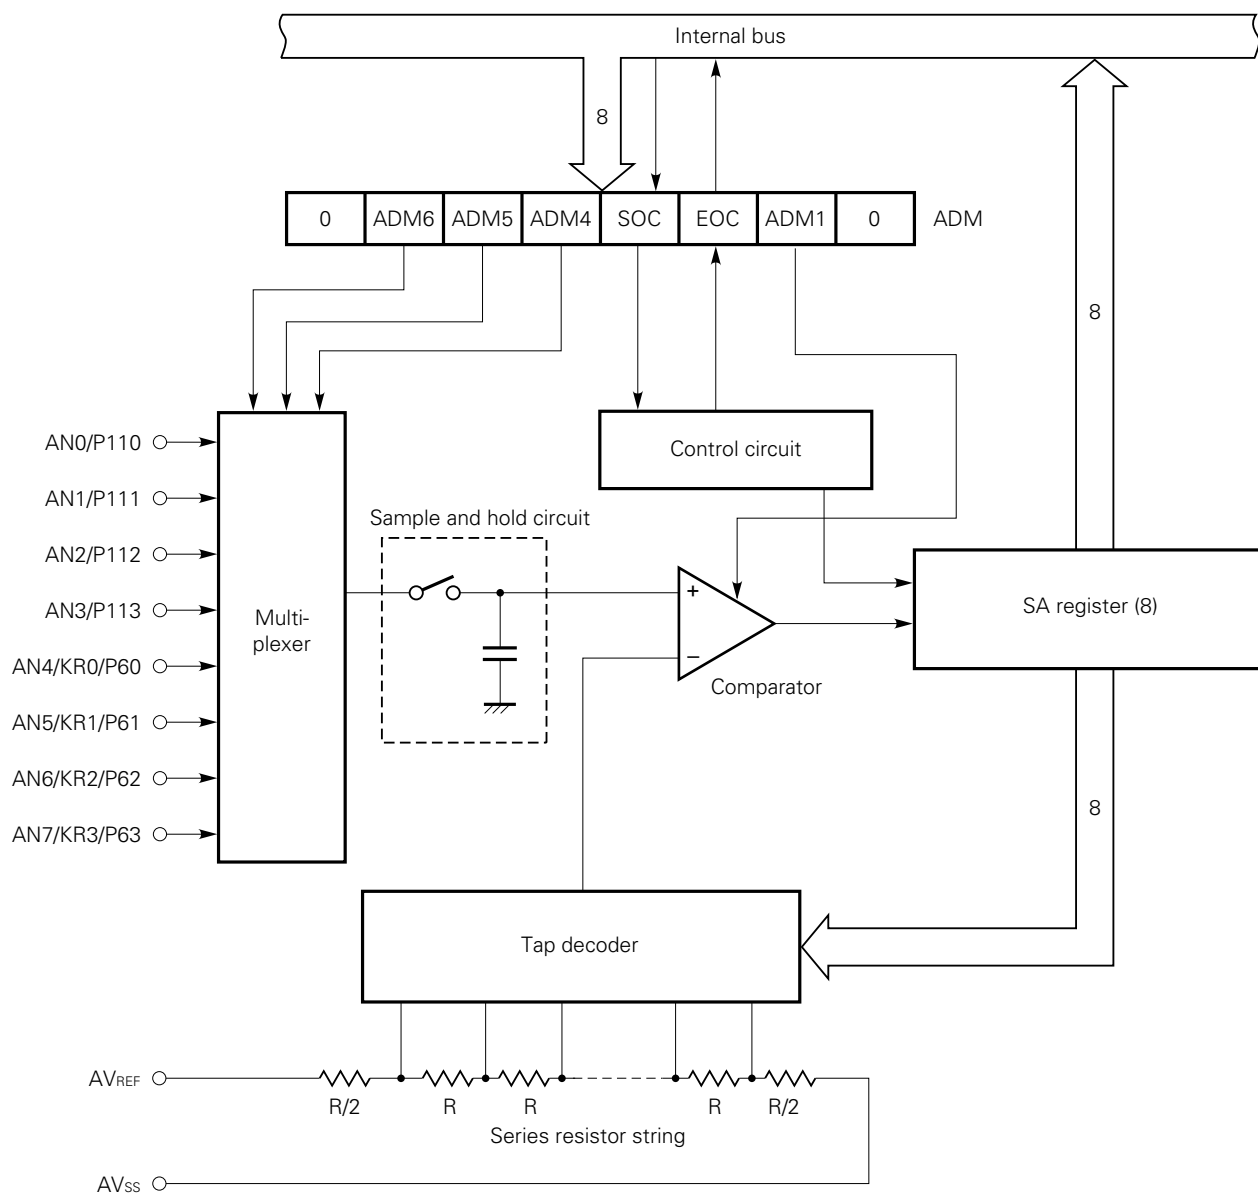 Internal bus
8
0 ADM6 ADM5 ADM4 SOC EOC ADM1 0 ADM
8
Control circuit
AN0/P110
AN1/P111
AN2/P112
AN3/P113
AN4/KR0/P60
AN5/KR1/P61
AN6/KR2/P62
AN7/KR3/P63
Multi-
plexer
Sample and hold circuit
+
−
Comparator
SA register (8)
8
Tap decoder
AVREF
R/2 R R R R/2
Series resistor string
AVSS